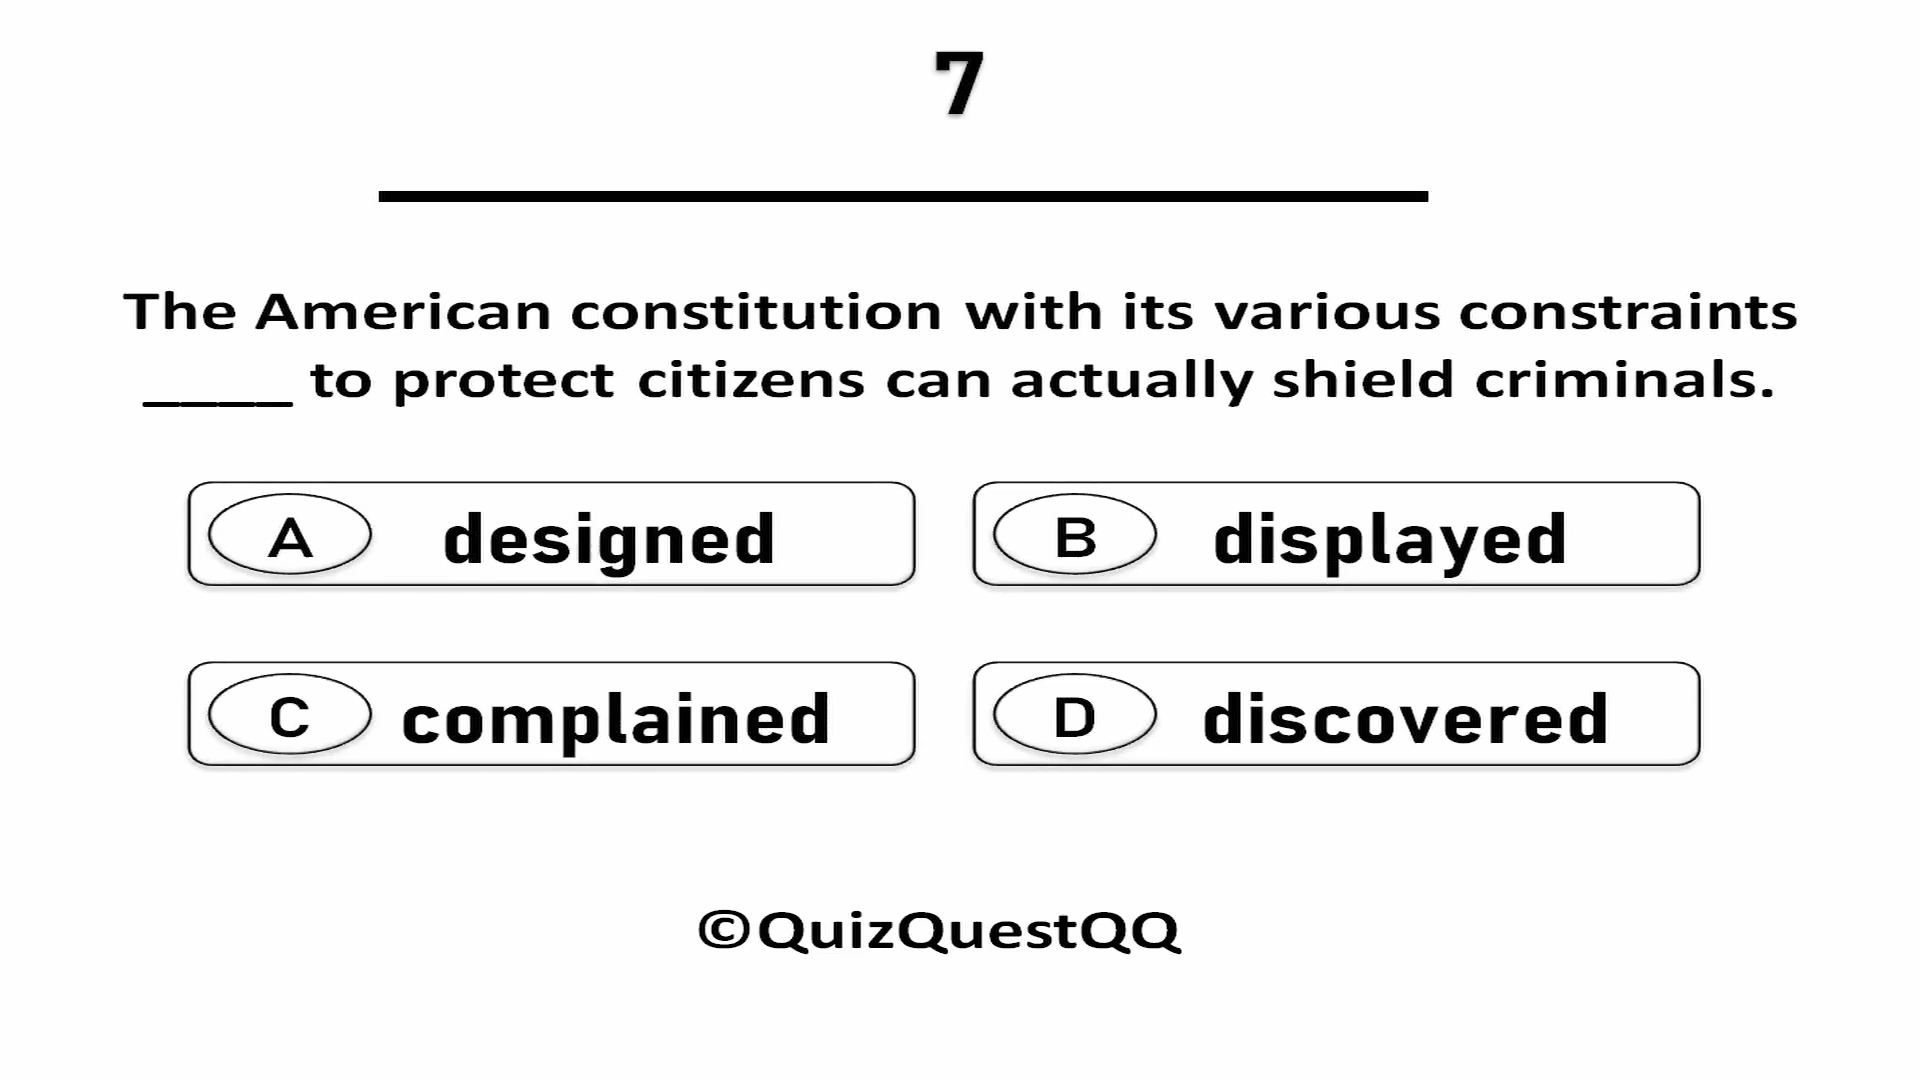 7
The American constitution with its various constraints
____ to protect citizens can actually shield criminals.
A designed
B displayed
C complained
D discovered
©QuizQuestQQ